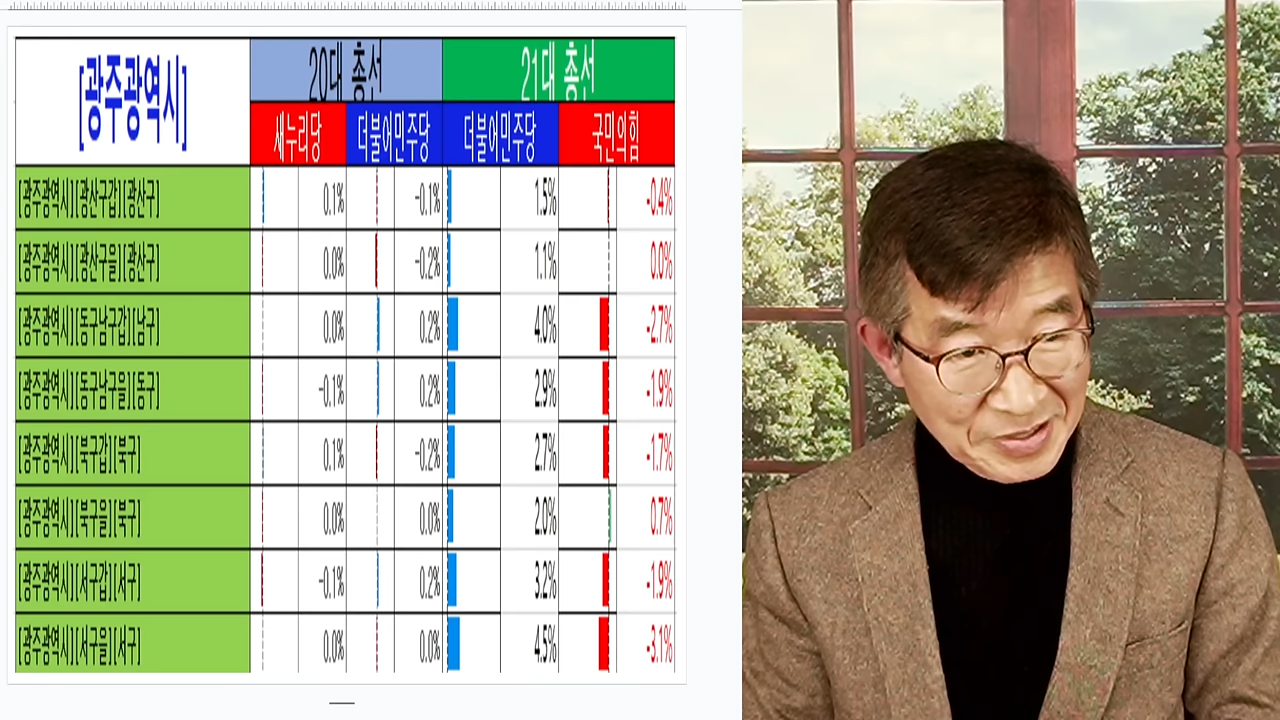 [광주광역시] 20대 총선 21대 총선
새누리당 더불어민주당 더불어민주당 국민의힘
[광주광역시][광산구갑][광산구] 0.1% -0.1% 1.5% -0.4%
[광주광역시][광산구을][광산구] 0.0% -0.2% 1.1% 0.0%
[광주광역시][동구남구갑][남구] 0.0% 0.2% 4.0% -2.7%
[광주광역시][동구남구을][동구] -0.1% 0.2% 2.9% -1.9%
[광주광역시][북구갑][북구] 0.1% -0.2% 2.7% -1.7%
[광주광역시][북구을][북구] 0.0% 0.0% 2.0% 0.7%
[광주광역시][서구갑][서구] -0.1% 0.2% 3.2% -1.9%
[광주광역시][서구을][서구] 0.0% 0.0% 4.5% -3.1%